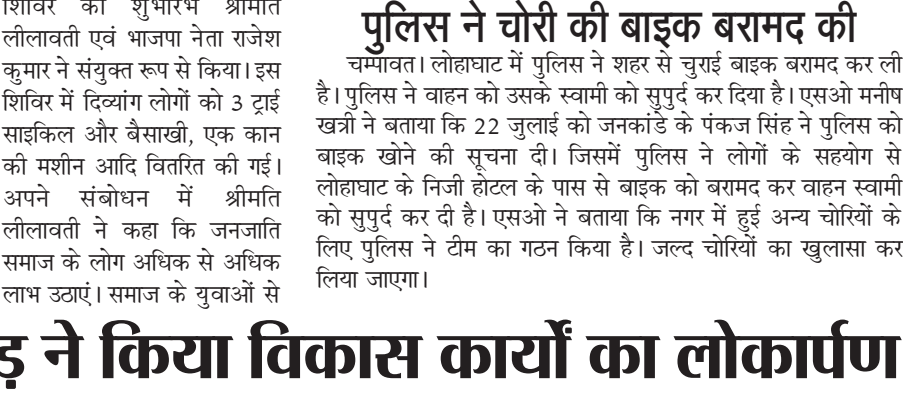 शिविर का शुभारंभ श्रीमति
लीलावती एवं भाजपा नेता राजेश
कुमार ने संयुक्त रूप से किया। इस
शिविर में दिव्यांग लोगों को 3 ट्राई
साइकिल और बैसाखी, एक कान
की मशीन आदि वितरित की गई।
अपने संबोधन में श्रीमति
लीलावती ने कहा कि जनजाति
समाज के लोग अधिक से अधिक
लाभ उठाएं। समाज के युवाओं से
पुलिस ने चोरी की बाइक बरामद की
चम्पावत। लोहाघाट में पुलिस ने शहर से चुराई बाइक बरामद कर ली
है। पुलिस ने वाहन को उसके स्वामी को सुपुर्द कर दिया है। एसओ मनीष
खत्री ने बताया कि 22 जुलाई को जनकांडे के पंकज सिंह ने पुलिस को
बाइक खोने की सूचना दी। जिसमें पुलिस ने लोगों के सहयोग से
लोहाघाट के निजी होटल के पास से बाइक को बरामद कर वाहन स्वामी
को सुपुर्द कर दी है। एसओ ने बताया कि नगर में हुई अन्य चोरियों के
लिए पुलिस ने टीम का गठन किया है। जल्द चोरियों का खुलासा कर
लिया जाएगा।
ड़ ने किया विकास कार्यों का लोकार्पण